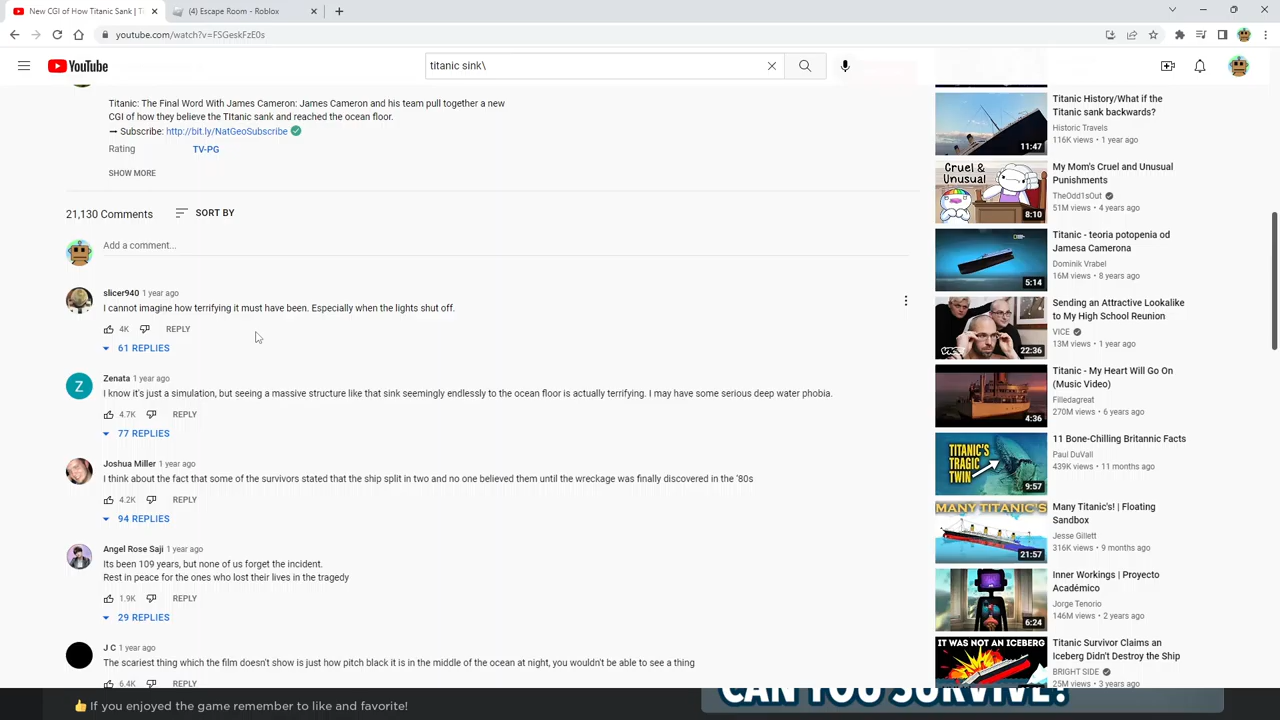 New CGI of How Titanic Sank | Ti
(4) Escape Room - Roblox
youtube.com/watch?v=FSGeskFzE0s
YouTube
titanic sink\
Titanic: The Final Word With James Cameron: James Cameron and his team pull together a new
CGI of how they believe the TItanic sank and reached the ocean floor.
➡ Subscribe: http://bit.ly/NatGeoSubscribe
Rating TV-PG
SHOW MORE
21,130 Comments SORT BY
Add a comment...
slicer940 1 year ago
I cannot imagine how terrifying it must have been. Especially when the lights shut off.
4K REPLY
61 REPLIES
Zenata 1 year ago
Z
I know it's just a simulation, but seeing a massive structure like that sink seemingly endlessly to the ocean floor is actually terrifying. I may have some serious deep water phobia.
4.7K REPLY
77 REPLIES
Joshua Miller 1 year ago
I think about the fact that some of the survivors stated that the ship split in two and no one believed them until the wreckage was finally discovered in the '80s
4.2K REPLY
94 REPLIES
Angel Rose Saji 1 year ago
Its been 109 years, but none of us forget the incident.
Rest in peace for the ones who lost their lives in the tragedy
1.9K REPLY
29 REPLIES
J C 1 year ago
The scariest thing which the film doesn't show is just how pitch black it is in the middle of the ocean at night, you wouldn't be able to see a thing
6.4K REPLY
Titanic History/What if the
Titanic sank backwards?
Historic Travels
116K views • 1 year ago
11:47
Cruel &
Unusual
8:10
My Mom's Cruel and Unusual
Punishments
TheOdd1sOut
51M views • 4 years ago
5:14
Titanic - teoria potopenia od
Jamesa Camerona
Dominik Vrabel
16M views • 8 years ago
VICE
22:36
Sending an Attractive Lookalike
to My High School Reunion
VICE
13M views • 1 year ago
4:36
Titanic - My Heart Will Go On
(Music Video)
Filledagreat
270M views • 6 years ago
TITANIC'S
TRAGIC
TWIN
9:57
11 Bone-Chilling Britannic Facts
Paul DuVall
439K views • 11 months ago
MANY TITANIC'S
21:57
Many Titanic's! | Floating
Sandbox
Jesse Gillett
316K views • 9 months ago
6:24
Inner Workings | Proyecto
Académico
Jorge Tenorio
146M views • 2 years ago
IT WAS NOT AN ICEBERG
Titanic Survivor Claims an
Iceberg Didn't Destroy the Ship
BRIGHT SIDE
25M views • 3 years ago
👍If you enjoyed the game remember to like and favorite!
CAN YOU SURVIVE?